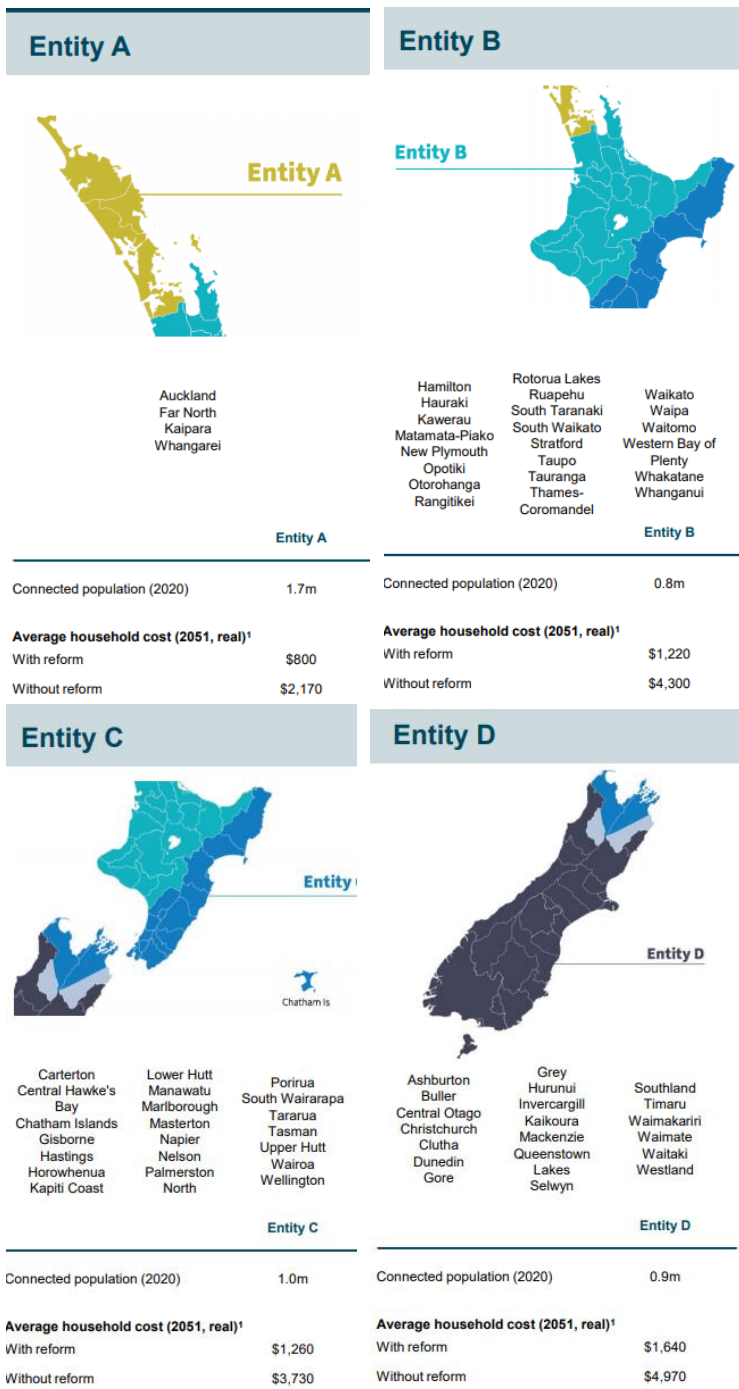 Entity A
Entity A
Auckland
Far North
Kaipara
Whangarei
Entity A
Connected population (2020) 1.7m
Average household cost (2051, real)¹
With reform $800
Without reform $2,170
Entity B
Entity B
Hamilton
Hauraki
Kawerau
Matamata-Piako
New Plymouth
Opotiki
Otorohanga
Rangitikei
Rotorua Lakes
Ruapehu
South Taranaki
South Waikato
Stratford
Taupo
Tauranga
Thames-
Coromandel
Waikato
Waipa
Waitomo
Western Bay of
Plenty
Whakatane
Whanganui
Entity B
Connected population (2020) 0.8m
Average household cost (2051, real)¹
With reform $1,220
Without reform $4,300
Entity C
Entity
Chatham Is
Carterton
Central Hawke's
Bay
Chatham Islands
Gisborne
Hastings
Horowhenua
Kapiti Coast
Lower Hutt
Manawatu
Marlborough
Masterton
Napier
Nelson
Palmerston
North
Porirua
South Wairarapa
Tararua
Tasman
Upper Hutt
Wairoa
Wellington
Entity C
Connected population (2020) 1.0m
Average household cost (2051, real)¹
With reform $1,260
Without reform $3,730
Entity D
Entity D
Ashburton
Buller
Central Otago
Christchurch
Clutha
Dunedin
Gore
Grey
Hurunui
Invercargill
Kaikoura
Mackenzie
Queenstown
Lakes
Selwyn
Southland
Timaru
Waimakariri
Waimate
Waitaki
Westland
Entity D
Connected population (2020) 0.9m
Average household cost (2051, real)¹
With reform $1,640
Without reform $4,970